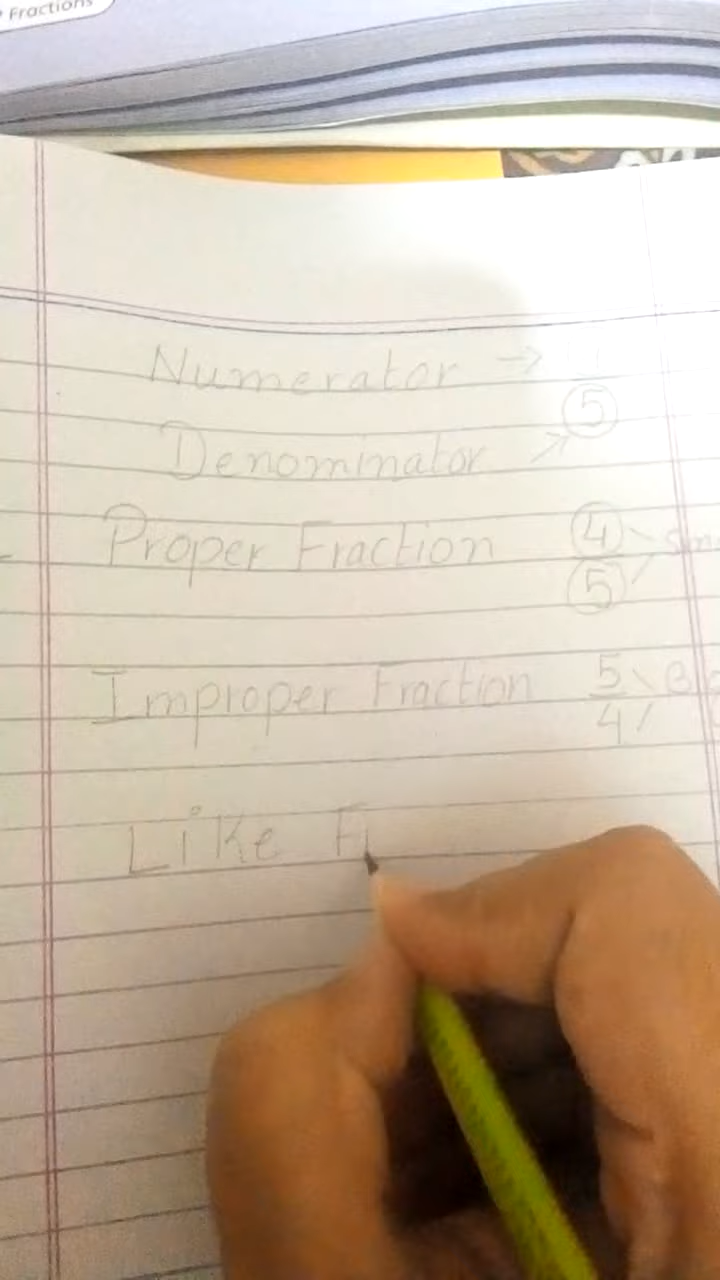 Fractions
Numerator →
5
Denominator ↗
Proper Fraction 4/5
Improper Fraction 5/4
Like F